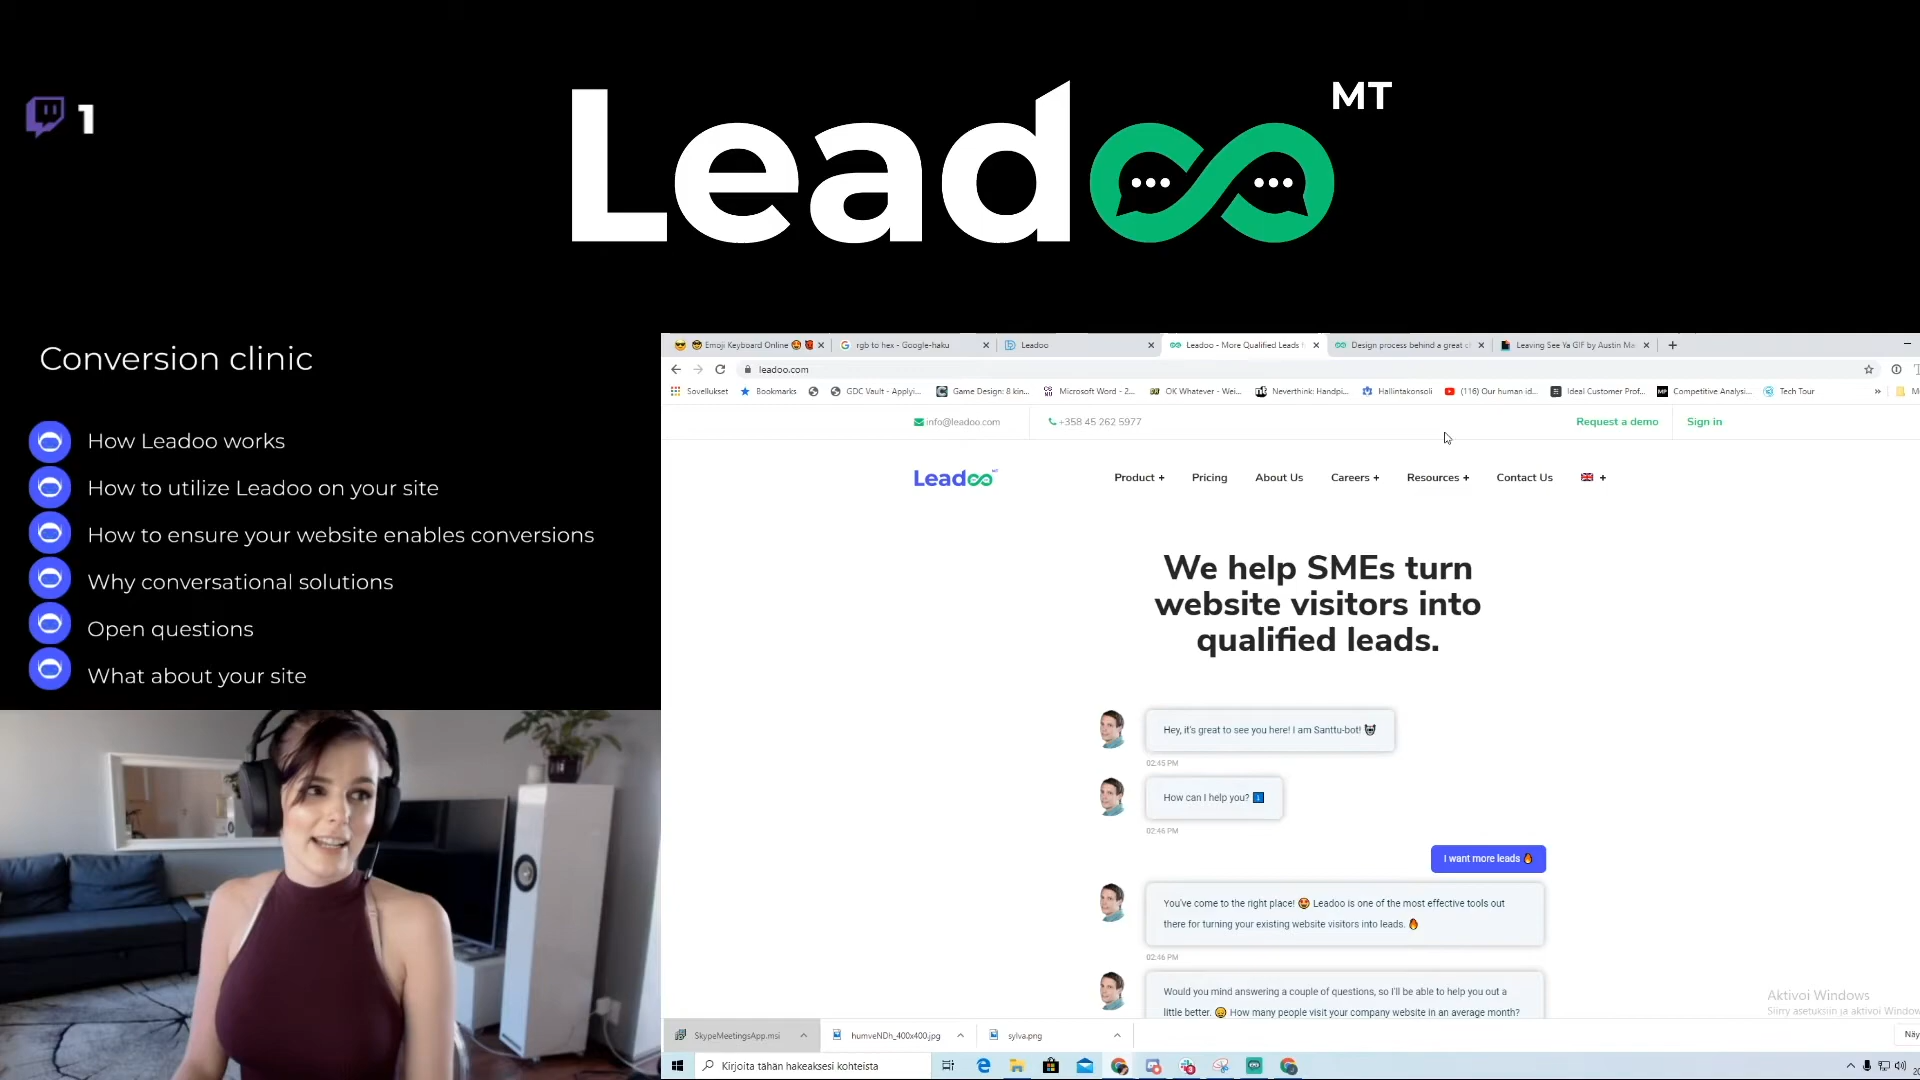 1
Leadoo MT
Conversion clinic
How Leadoo works
How to utilize Leadoo on your site
How to ensure your website enables conversions
Why conversational solutions
Open questions
What about your site
Emoji Keyboard Online
rgb to hex - Google-haku
Leadoo
Leadoo - More Qualified Leads
Design process behind a great c
Leaving See Ya GIF by Austin Ma
leadoo.com
Sovellukset
Bookmarks
GDC Vault - Applyi...
Game Design: 8 kin...
Microsoft Word - 2...
OK Whatever - Wei...
Neverthink: Handpi...
Hallintakonsoli
(116) Our human id...
Ideal Customer Prof...
Competitive Analysi...
Tech Tour
info@leadoo.com
+358 45 262 5977
Request a demo
Sign in
Leadoo
Product +
Pricing
About Us
Careers +
Resources +
Contact Us
+
We help SMEs turn
website visitors into
qualified leads.
Hey, it's great to see you here! I am Santtu-bot!
02:45 PM
How can I help you?
02:46 PM
I want more leads
You've come to the right place! Leadoo is one of the most effective tools out
there for turning your existing website visitors into leads.
02:46 PM
Would you mind answering a couple of questions, so I'll be able to help you out a
little better. How many people visit your company website in an average month?
Aktivoi Windows
Siirry asetuksiin ja aktivoi Window
SkypeMeetingsApp.msi
humveNDh_400x400.jpg
sylva.png
Näy
Kirjoita tähän hakeaksesi kohteista